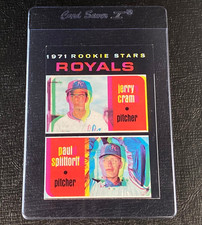 Card Saver I
1971 ROOKIE STARS
ROYALS
jerry cram
• pitcher
paul splittorff
• pitcher